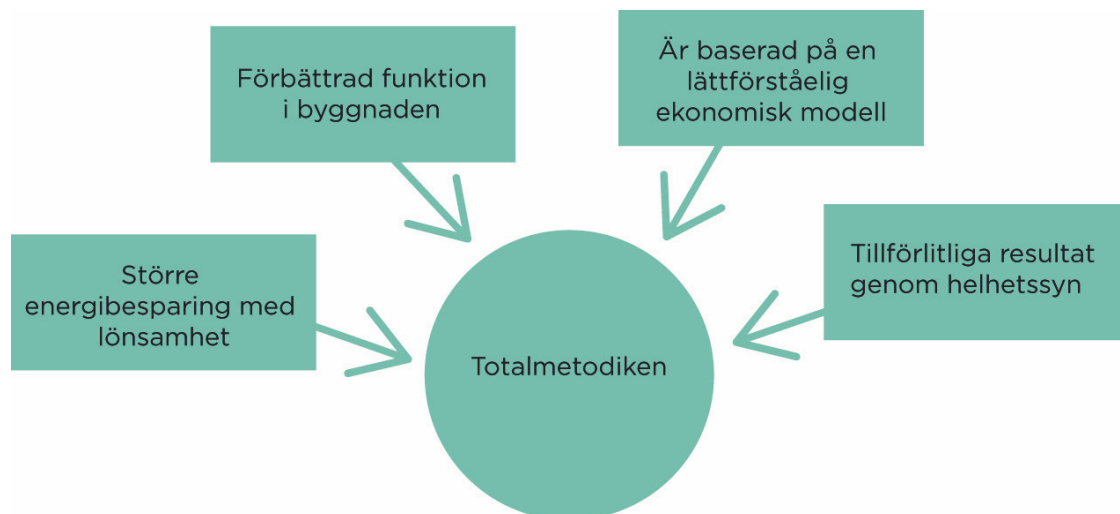 Förbättrad funktion
i byggnaden
Är baserad på en
lättförståelig
ekonomisk modell
Större
energibesparing med
lönsamhet
Tillförlitliga resultat
genom helhetssyn
Totalmetodiken